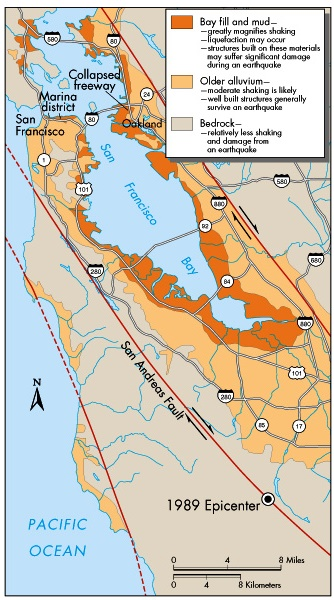 Bay fill and mud—
—greatly magnifies shaking
—liquefaction may occur
—structures built on these materials
may suffer significant damage
during an earthquake
Older alluvium—
—moderate shaking is likely
—well built structures generally
survive an earthquake
Bedrock—
—relatively less shaking
and damage from
an earthquake
580
80
Collapsed
freeway
24
Marina
district
San
Francisco
80
Oakland
1
San
Francisco
Bay
101
580
880
92
680
280
84
880
San Andreas Fault
101
280
85
17
N
1989 Epicenter
PACIFIC
OCEAN
0 4 8 Miles
0 4 8 Kilometers